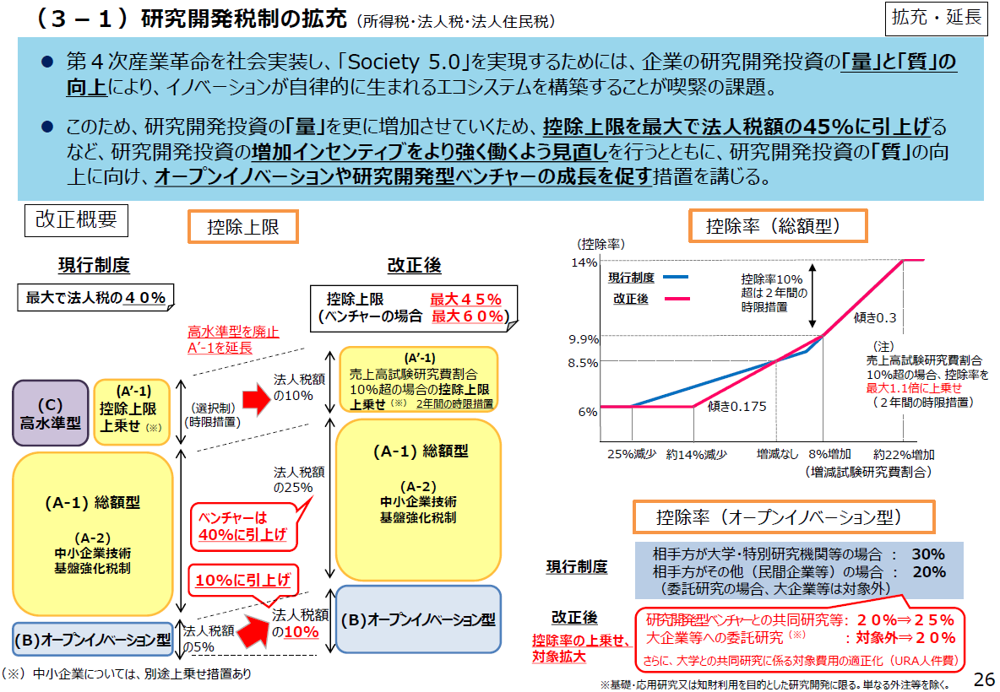 （３－１）研究開発税制の拡充（所得税・法人税・法人住民税）
拡充・延長
● 第４次産業革命を社会実装し、「Society 5.0」を実現するためには、企業の研究開発投資の「量」と「質」の
向上により、イノベーションが自律的に生まれるエコシステムを構築することが喫緊の課題。
● このため、研究開発投資の「量」を更に増加させていくため、控除上限を最大で法人税額の45%に引上げる
など、研究開発投資の増加インセンティブをより強く働くよう見直しを行うとともに、研究開発投資の「質」の向
上に向け、オープンイノベーションや研究開発型ベンチャーの成長を促す措置を講じる。
改正概要
控除上限
現行制度
最大で法人税の４０%
改正後
控除上限 最大４５%
(ベンチャーの場合 最大６０%)
高水準型を廃止
A’-1を延長
(C)
高水準型
(A’-1)
控除上限
上乗せ（※）
（選択制）
（時限措置）
法人税額
の10%
(A’-1)
売上高試験研究費割合
10%超の場合の控除上限
上乗せ（※） 2年間の時限措置
(A-1) 総額型
(A-2)
中小企業技術
基盤強化税制
法人税額
の25%
ベンチャーは
40%に引上げ
(A-1) 総額型
(A-2)
中小企業技術
基盤強化税制
10%に引上げ
(B)オープンイノベーション型
法人税額
の5%
法人税額
の10%
(B)オープンイノベーション型
（※）中小企業については、別途上乗せ措置あり
控除率（総額型）
（控除率）
14%
9.9%
8.5%
6%
現行制度
改正後
控除率10%
超は２年間の
時限措置
傾き0.3
傾き0.175
（注）
売上高試験研究費割合
10%超の場合、控除率を
最大1.1倍に上乗せ
（２年間の時限措置）
25%減少 約14%減少 増減なし 8%増加 約22%増加
（増減試験研究費割合）
控除率（オープンイノベーション型）
現行制度
相手方が大学・特別研究機関等の場合 ： 30%
相手方がその他（民間企業等）の場合 ： 20%
（委託研究の場合、大企業等は対象外）
改正後
控除率の上乗せ、
対象拡大
研究開発型ベンチャーとの共同研究等：２０%⇒２５%
大企業等への委託研究（※） ：対象外⇒２０%
さらに、大学との共同研究に係る対象費用の適正化（URA人件費）
※基礎・応用研究又は知財利用を目的とした研究開発に限る。単なる外注等を除く。
26